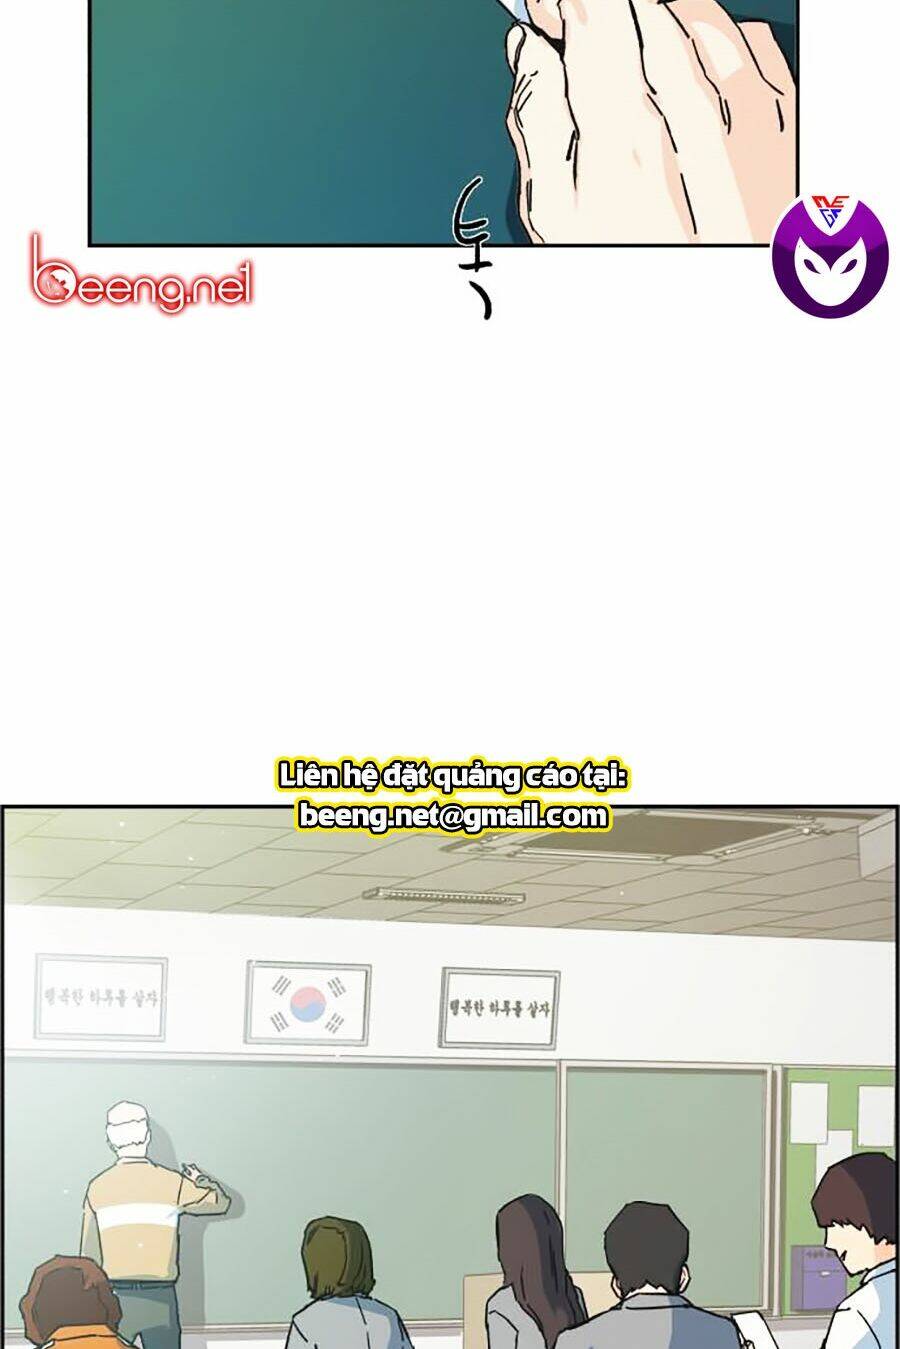 툭
beeng.net
Liên hệ đặt quảng cáo tại:
beeng.net@gmail.com
행복한 하루를 살자
행복한 하루를 살자